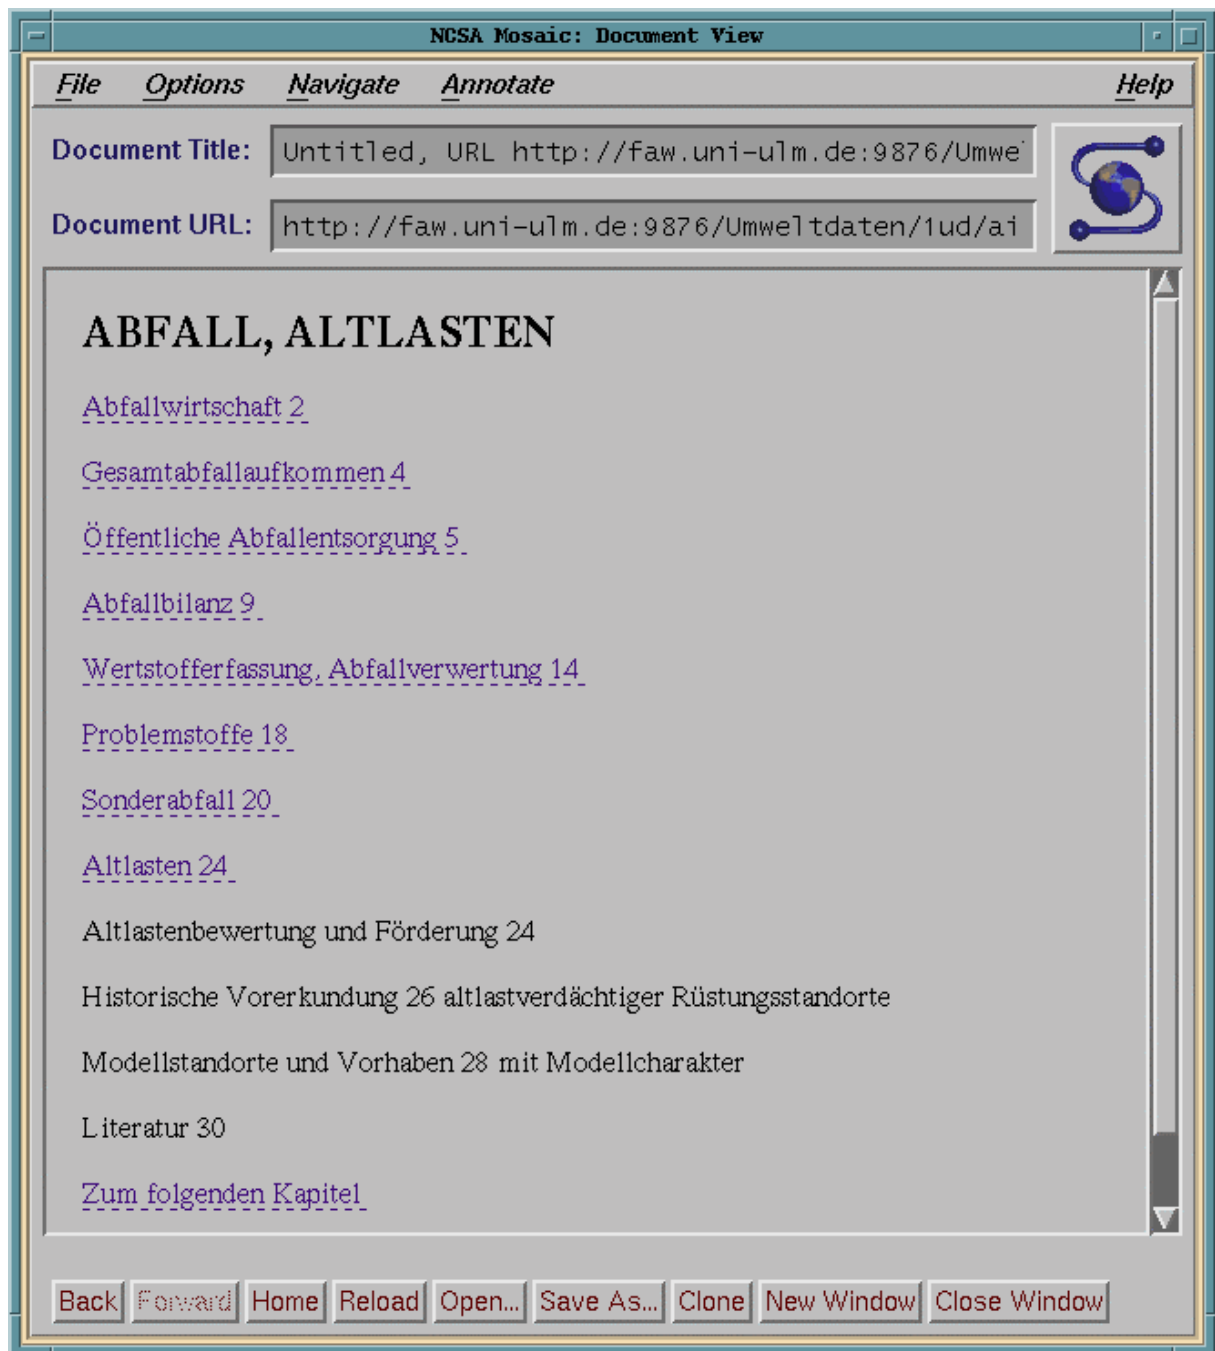 NCSA Mosaic: Document View
File Options Navigate Annotate Help
Document Title: Untitled, URL http://faw.uni-ulm.de:9876/Umwe
Document URL: http://faw.uni-ulm.de:9876/Umweltdaten/1ud/ai
ABFALL, ALTLASTEN
Abfallwirtschaft 2
Gesamtabfallaufkommen 4
Öffentliche Abfallentsorgung 5
Abfallbilanz 9
Wertstofferfassung, Abfallverwertung 14
Problemstoffe 18
Sonderabfall 20
Altlasten 24
Altlastenbewertung und Förderung 24
Historische Vorerkundung 26 altlastverdächtiger Rüstungsstandorte
Modellstandorte und Vorhaben 28 mit Modellcharakter
Literatur 30
Zum folgenden Kapitel
Back Forward Home Reload Open... Save As... Clone New Window Close Window